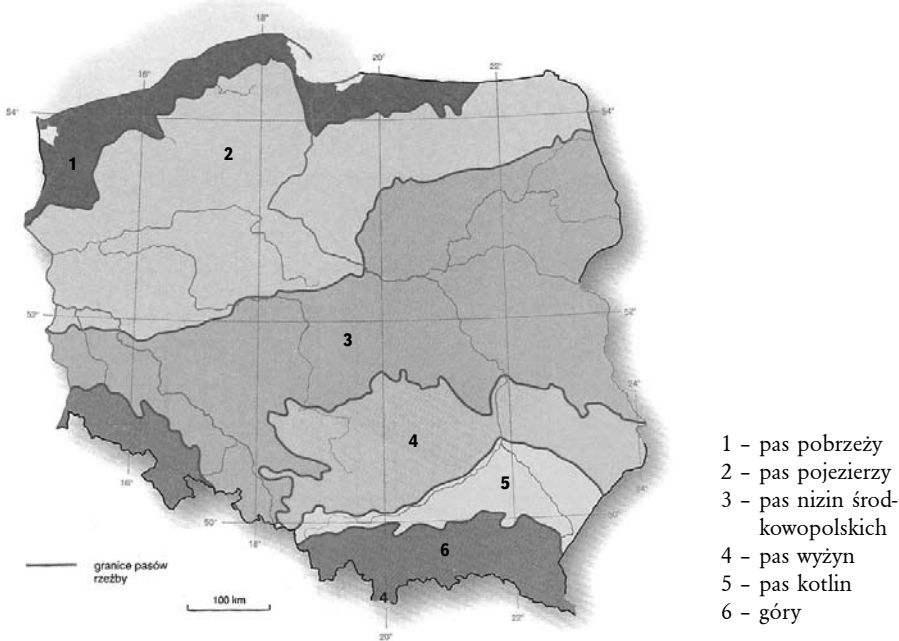 18°
20°
22°
16°
54°
54°
1
2
52°
52°
3
24°
4
5
16°
50°
50°
24°
18°
6
granice pasów
rzeźby
100 km
4
22°
20°
1 – pas pobrzeży
2 – pas pojezierzy
3 – pas nizin środ-
kowopolskich
4 – pas wyżyn
5 – pas kotlin
6 – góry